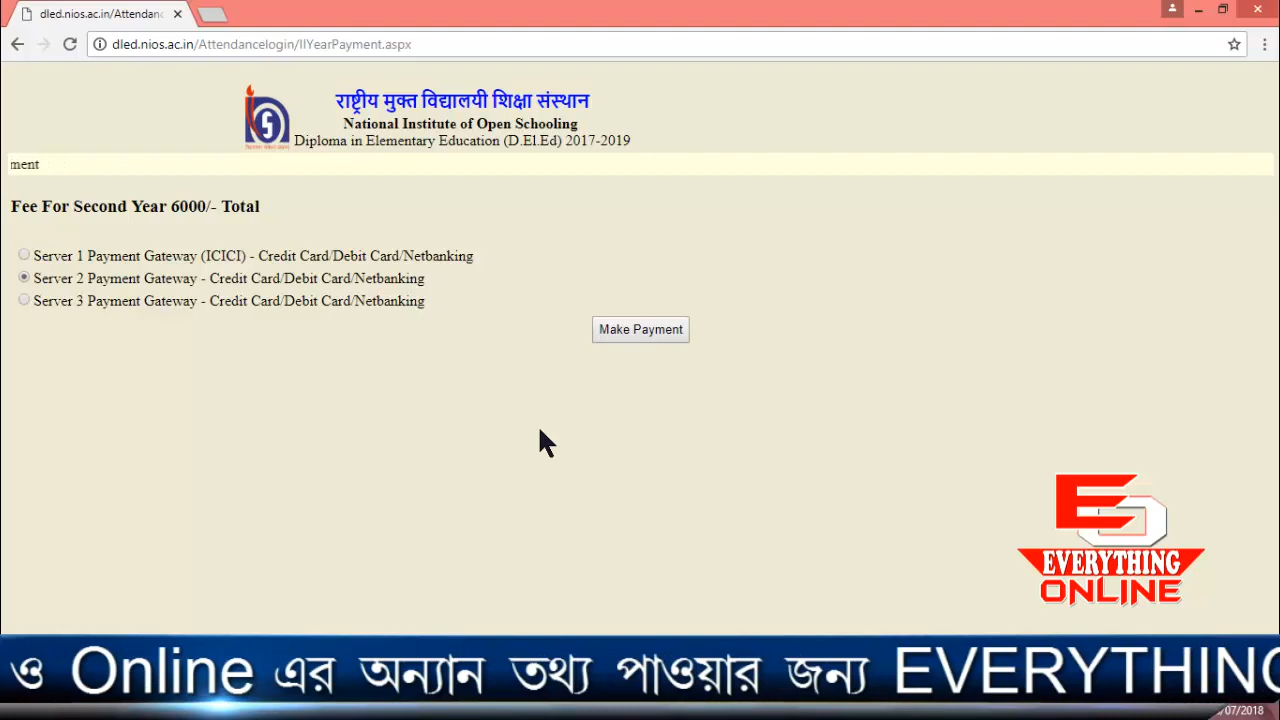 dled.nios.ac.in/Attendanc
dled.nios.ac.in/Attendancelogin/IIYearPayment.aspx
राष्ट्रीय मुक्त विद्यालयी शिक्षा संस्थान
National Institute of Open Schooling
Diploma in Elementary Education (D.El.Ed) 2017-2019
ment
Fee For Second Year 6000/- Total
Server 1 Payment Gateway (ICICI) - Credit Card/Debit Card/Netbanking
Server 2 Payment Gateway - Credit Card/Debit Card/Netbanking
Server 3 Payment Gateway - Credit Card/Debit Card/Netbanking
Make Payment
EO
EVERYTHING
ONLINE
ও Online এর অন্যান তথ্য পাওয়ার জন্য EVERYTHING
/07/2018